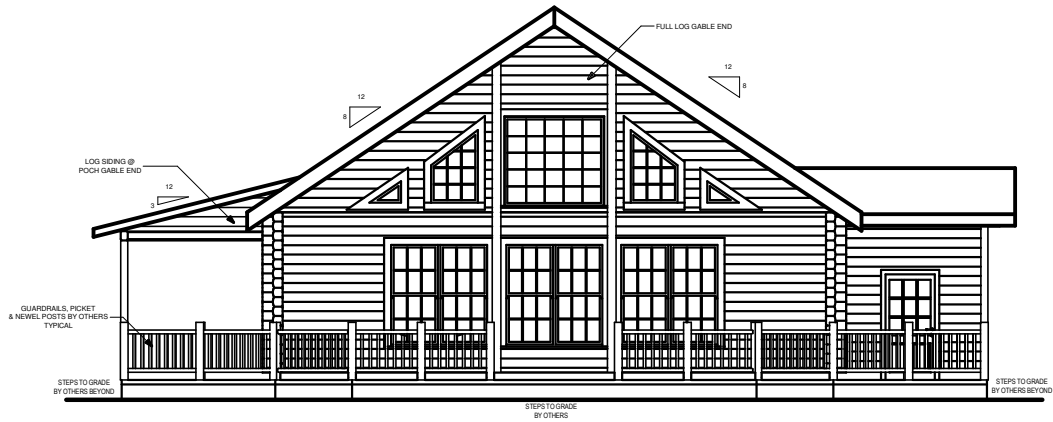 FULL LOG GABLE END
12
8
12
8
LOG SIDING @
POCH GABLE END
12
3
GUARDRAILS, PICKET
& NEWEL POSTS BY OTHERS
TYPICAL
STEPS TO GRADE
BY OTHERS BEYOND
STEPS TO GRADE
BY OTHERS BEYOND
STEPS TO GRADE
BY OTHERS